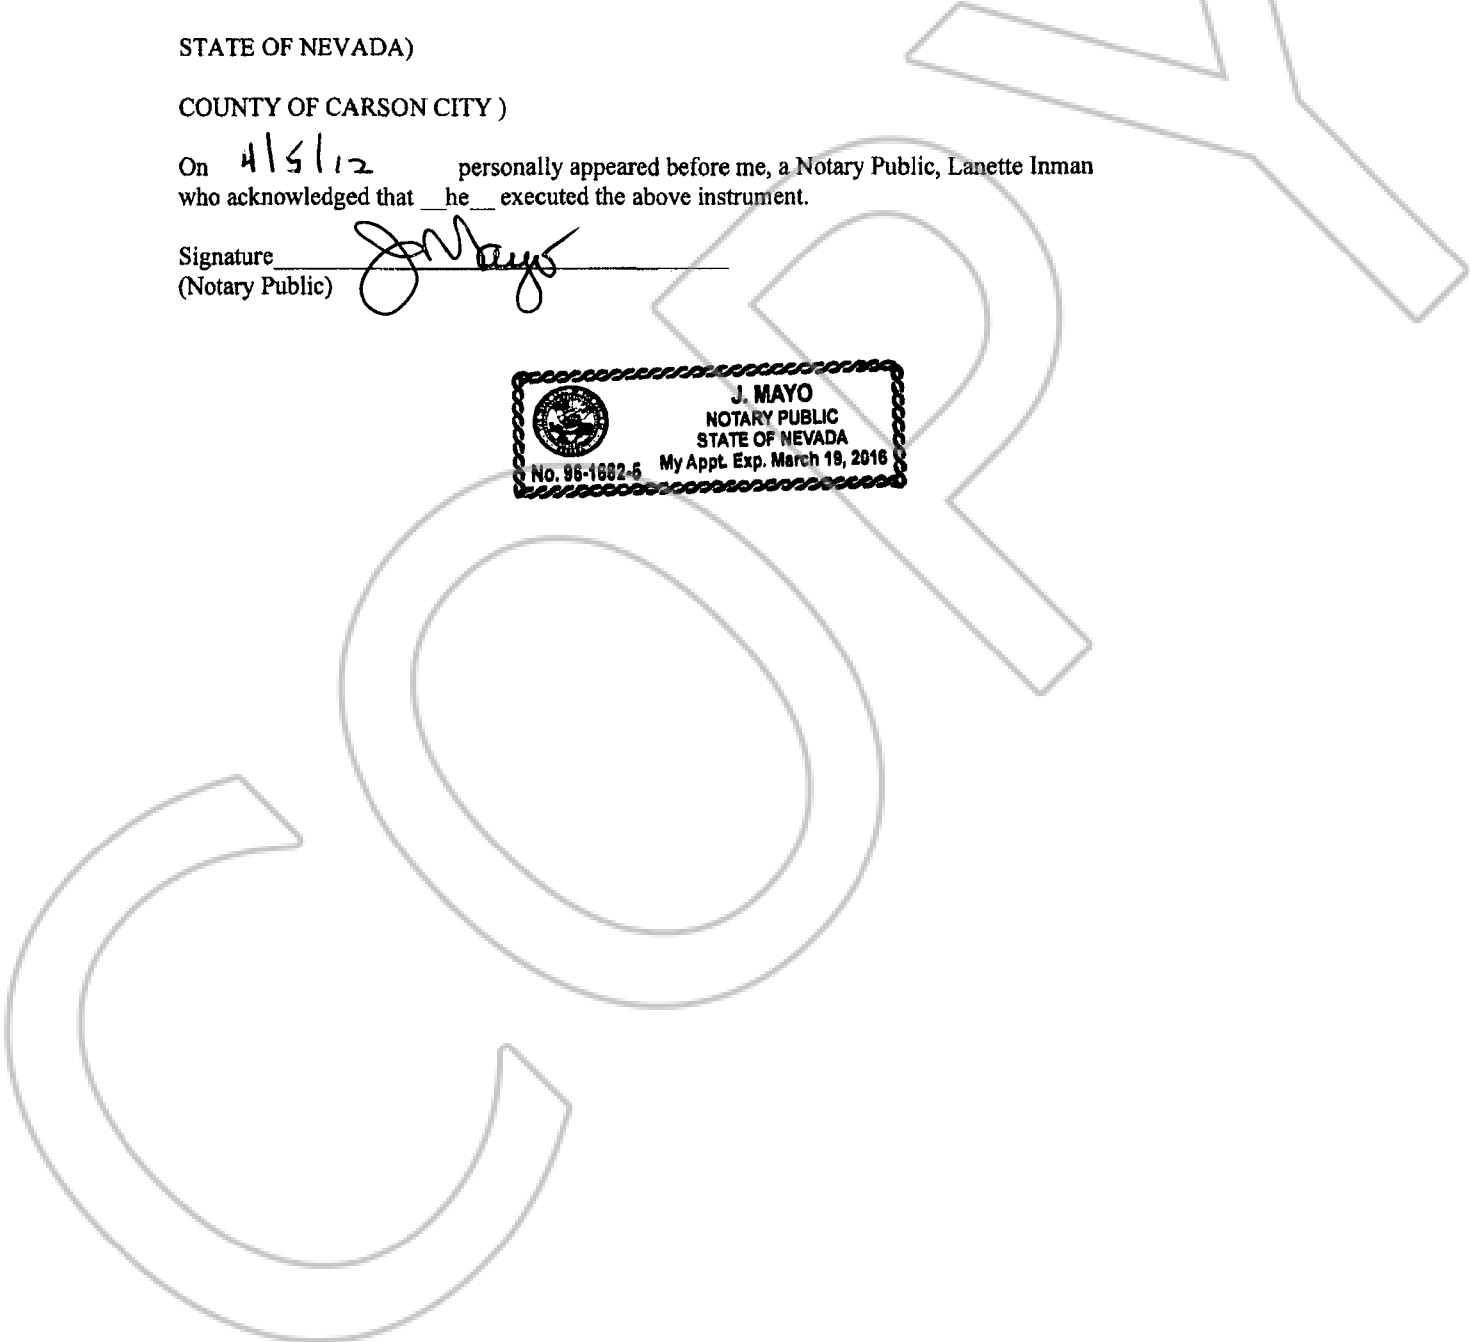 STATE OF NEVADA)
COUNTY OF CARSON CITY )
On 4/5/12 personally appeared before me, a Notary Public, Lanette Inman
who acknowledged that __he__ executed the above instrument.
Signature J Mayo
(Notary Public)
J. MAYO
NOTARY PUBLIC
STATE OF NEVADA
No. 96-1682-5 My Appt. Exp. March 19, 2016
COPY